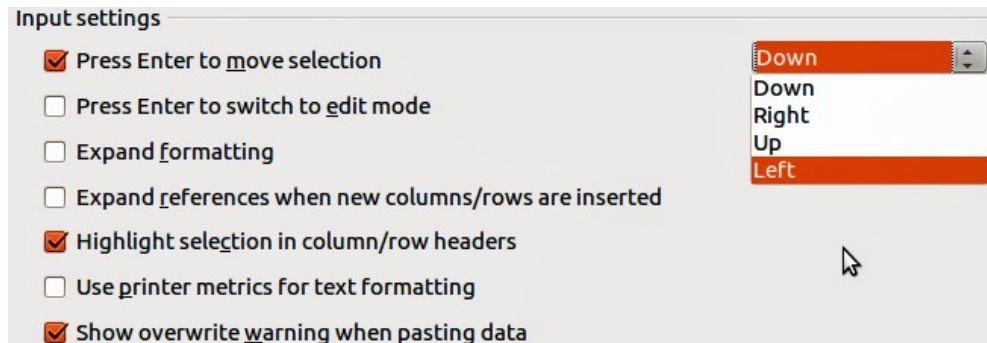 Input settings
Press Enter to move selection
Down
Down
Right
Up
Left
Press Enter to switch to edit mode
Expand formatting
Expand references when new columns/rows are inserted
Highlight selection in column/row headers
Use printer metrics for text formatting
Show overwrite warning when pasting data